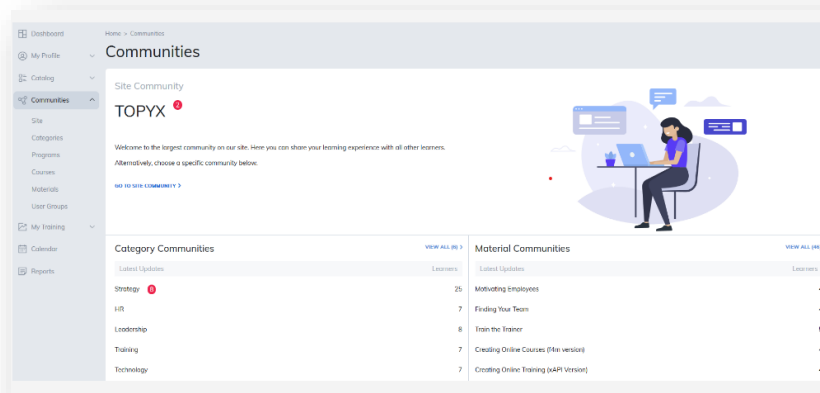 Dashboard
My Profile
Catalog
Communities
Site
Categories
Programs
Courses
Materials
User Groups
My Training
Calendar
Reports
Home > Communities
Communities
Site Community
TOPYX 2
Welcome to the largest community on our site. Here you can share your learning experience with all other learners.
Alternatively, choose a specific community below.
GO TO SITE COMMUNITY >
Category Communities VIEW ALL (6) >
Latest Updates Learners
Strategy 8 25
HR 7
Leadership 8
Training 7
Technology 7
Material Communities VIEW ALL
Latest Updates Learners
Motivating Employees
Finding Your Team
Train the Trainer
Creating Online Courses (14m version)
Creating Online Training (xAPI Version)